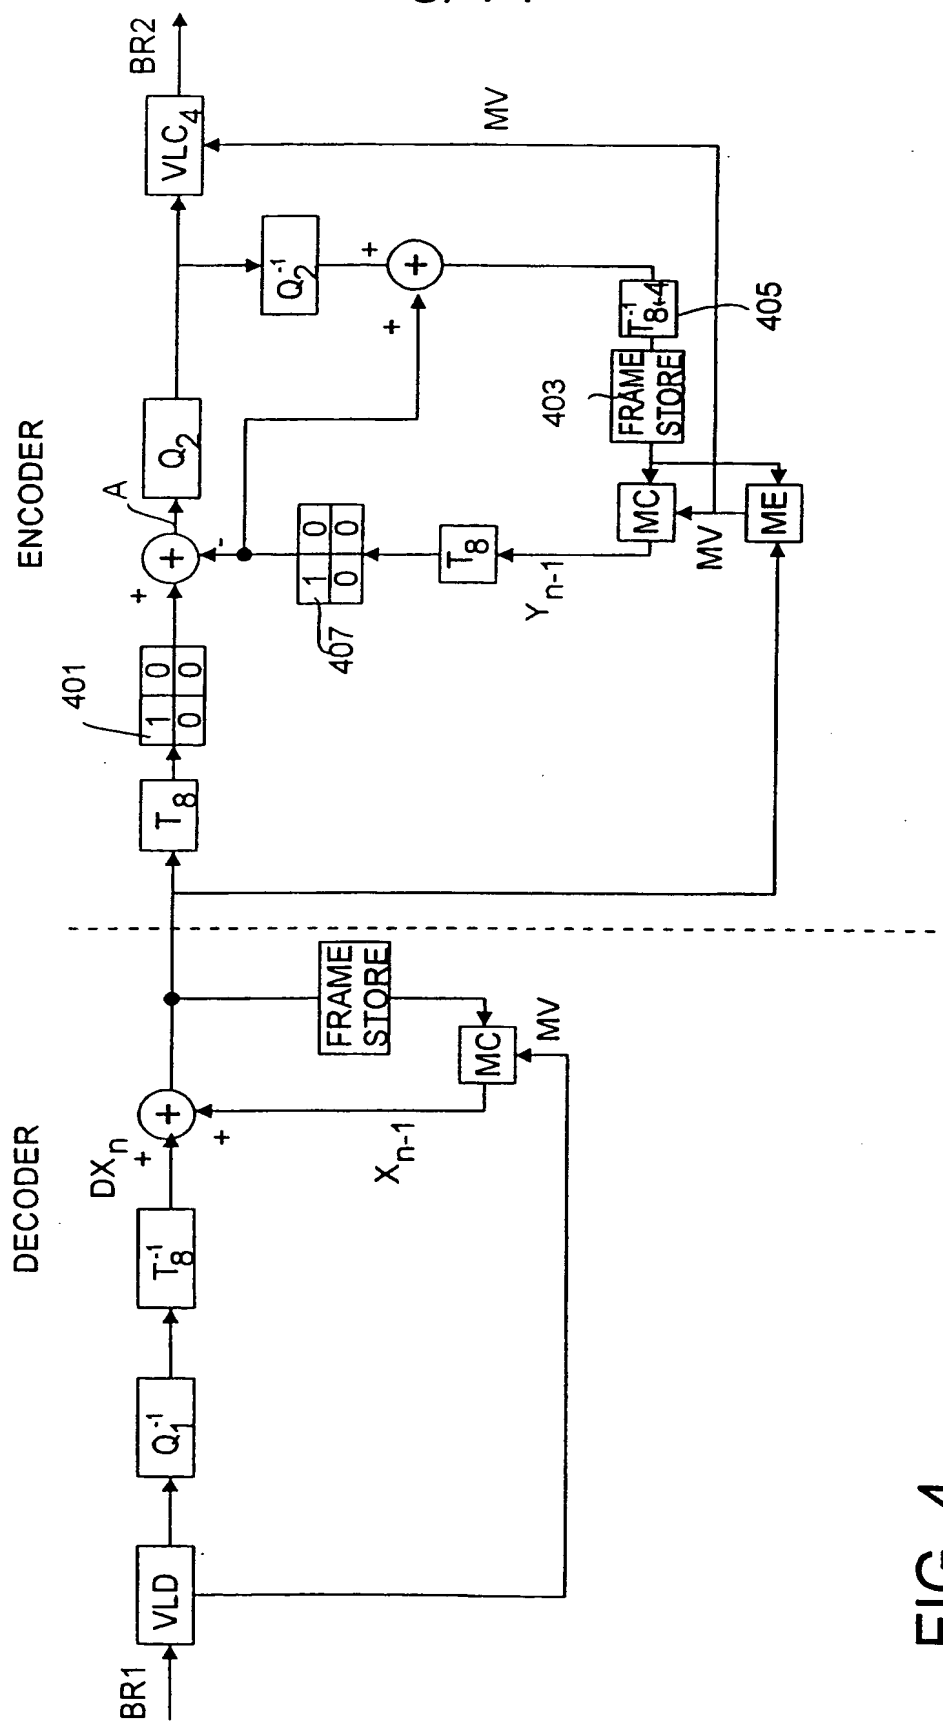 DECODER
ENCODER
BR1
VLD
Q₁⁻¹
T₈⁻¹
DXₙ
+
+
+
Xₙ₋₁
MC
MV
FRAME
STORE
T₈
401
1 0
0 0
+
+
-
A
Q₂
VLC₄
BR2
Q₂⁻¹
+
+
+
1 0
0 0
407
T₈
Yₙ₋₁
MC
MV
ME
403
FRAME
STORE
T⁻¹₈₊₄
405
MV
FIG. 4